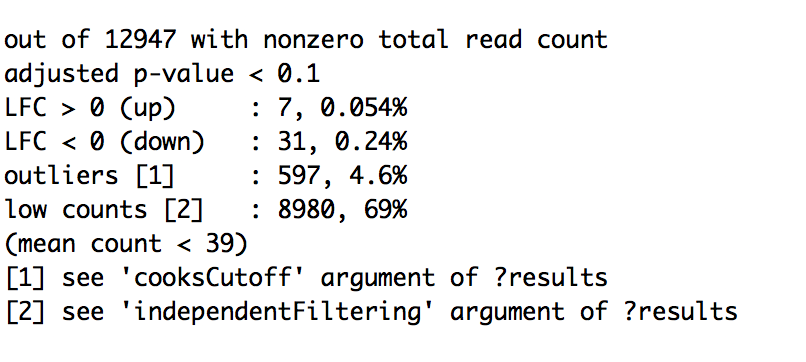 out of 12947 with nonzero total read count
adjusted p-value < 0.1
LFC > 0 (up)     : 7, 0.054%
LFC < 0 (down)   : 31, 0.24%
outliers [1]     : 597, 4.6%
low counts [2]   : 8980, 69%
(mean count < 39)
[1] see 'cooksCutoff' argument of ?results
[2] see 'independentFiltering' argument of ?results